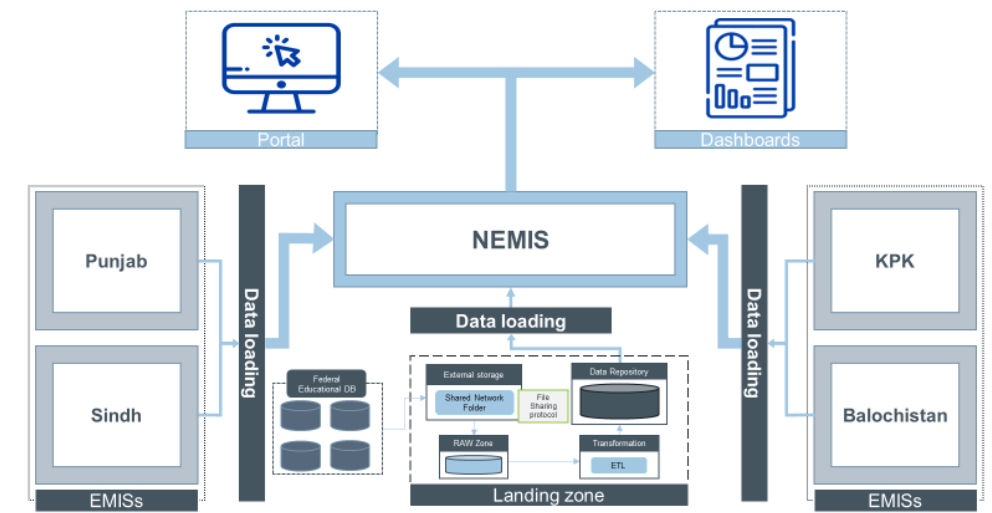 Portal
Dashboards
Punjab
Sindh
EMISs
Data loading
NEMIS
Data loading
Federal
Educational DB
External storage
Shared Network
Folder
File
Sharing
protocol
Data Repository
RAW Zone
Transformation
ETL
Landing zone
Data loading
KPK
Balochistan
EMISs